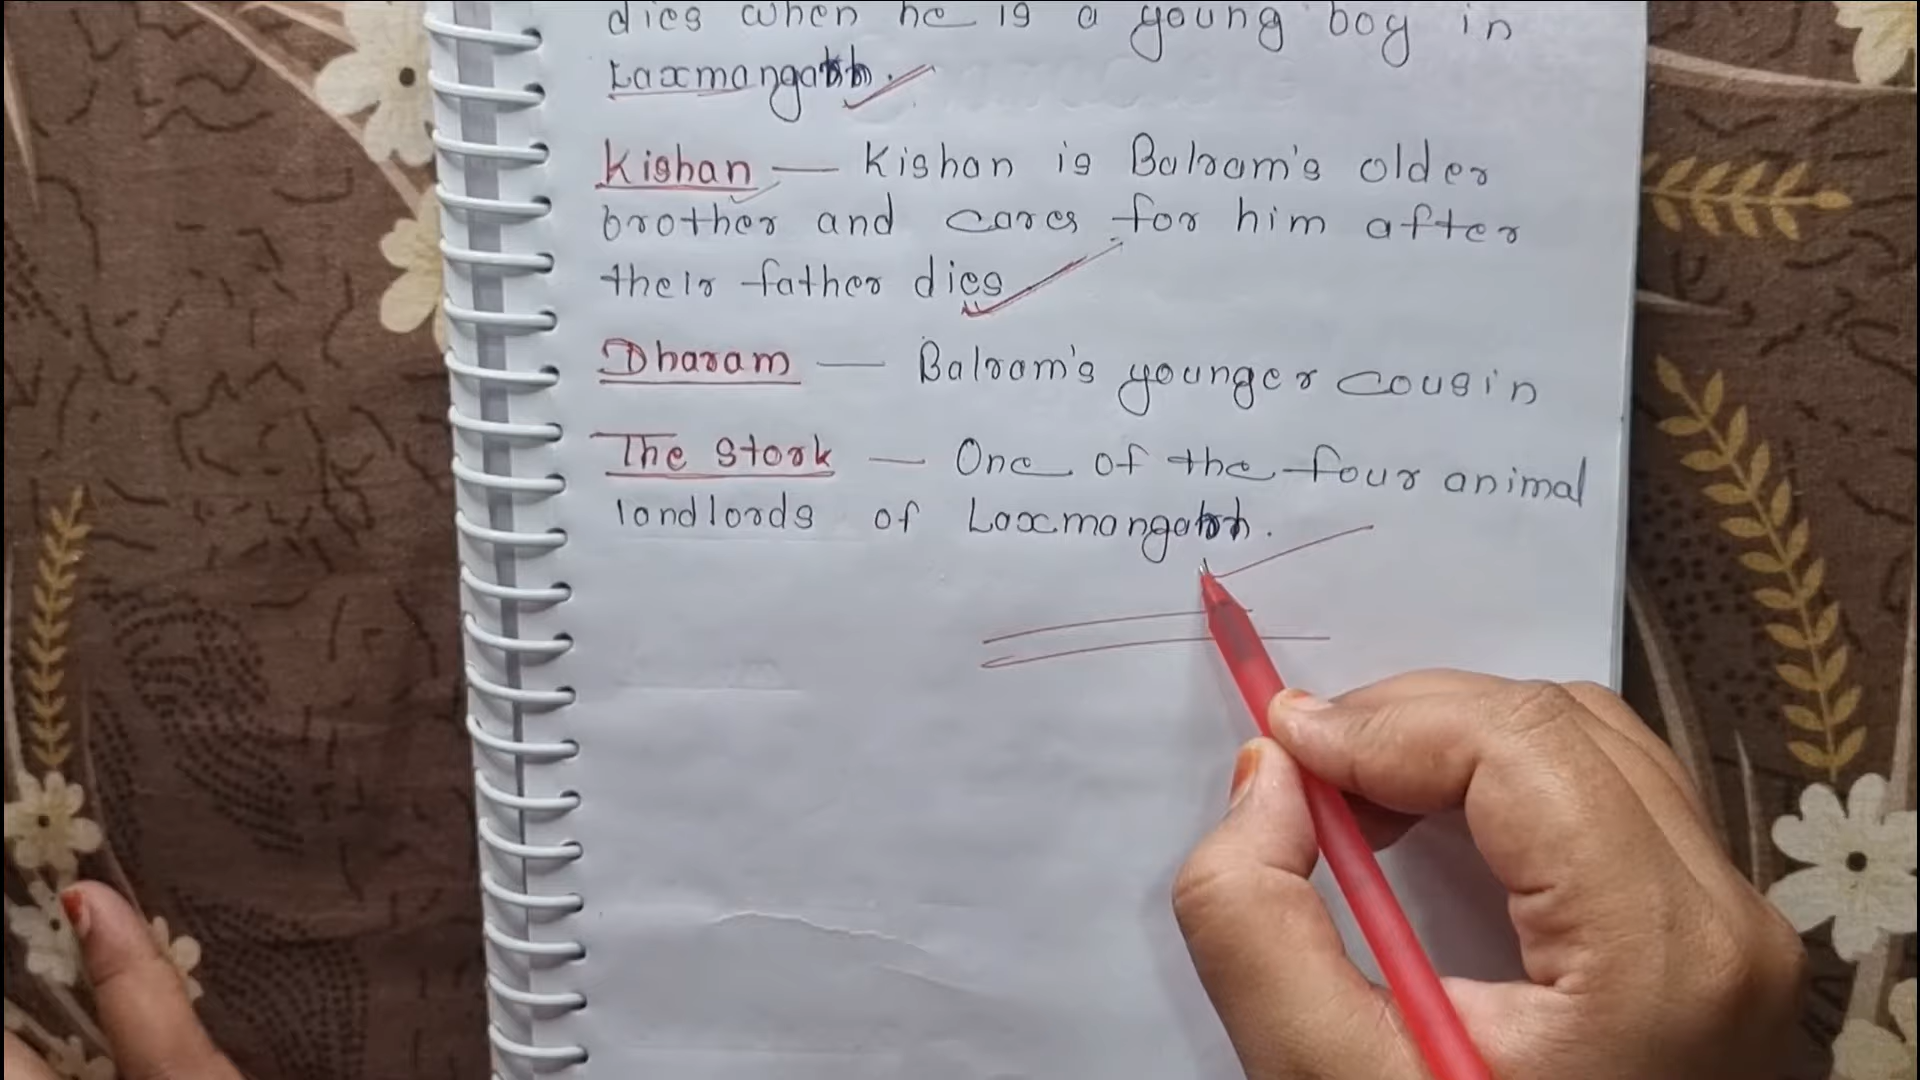 dies when he is a young boy in
Laxmangarh.
Kishan — Kishan is Balram's older
brother and cares for him after
their father dies
Dharam — Balram's younger cousin
The Stork — One of the four animal
landlords of Laxmangarh.